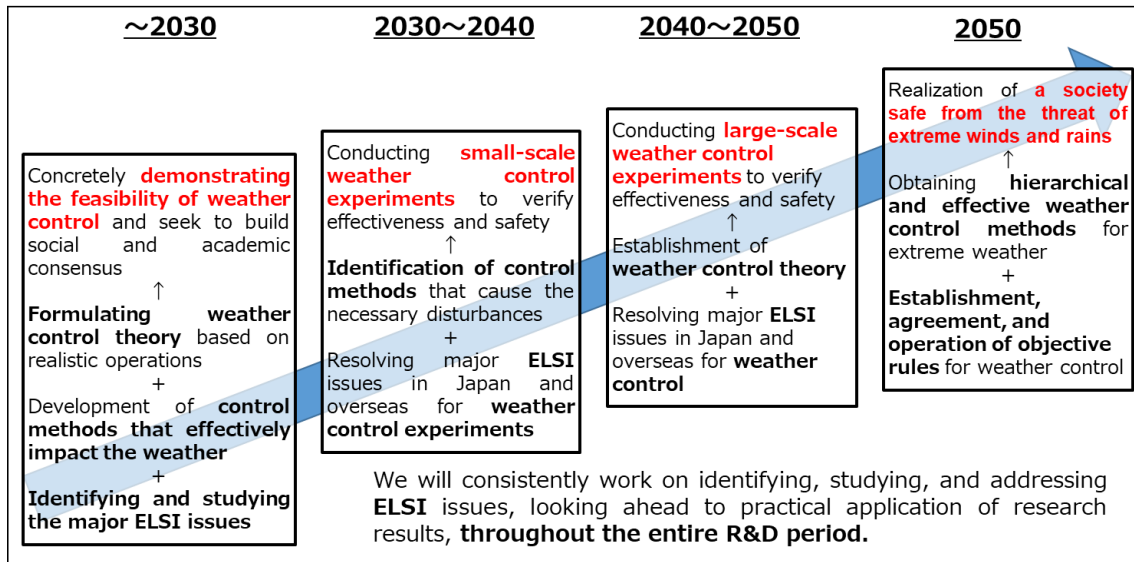 ~2030
Concretely demonstrating
the feasibility of weather
control and seek to build
social and academic
consensus
↑
Formulating weather
control theory based on
realistic operations
+
Development of control
methods that effectively
impact the weather
+
Identifying and studying
the major ELSI issues
2030~2040
Conducting small-scale
weather control
experiments to verify
effectiveness and safety
↑
Identification of control
methods that cause the
necessary disturbances
+
Resolving major ELSI
issues in Japan and
overseas for weather
control experiments
2040~2050
Conducting large-scale
weather control
experiments to verify
effectiveness and safety
↑
Establishment of
weather control theory
+
Resolving major ELSI
issues in Japan and
overseas for weather
control
2050
Realization of a society
safe from the threat of
extreme winds and rains
↑
Obtaining hierarchical
and effective weather
control methods for
extreme weather
+
Establishment,
agreement, and
operation of objective
rules for weather control
We will consistently work on identifying, studying, and addressing
ELSI issues, looking ahead to practical application of research
results, throughout the entire R&D period.